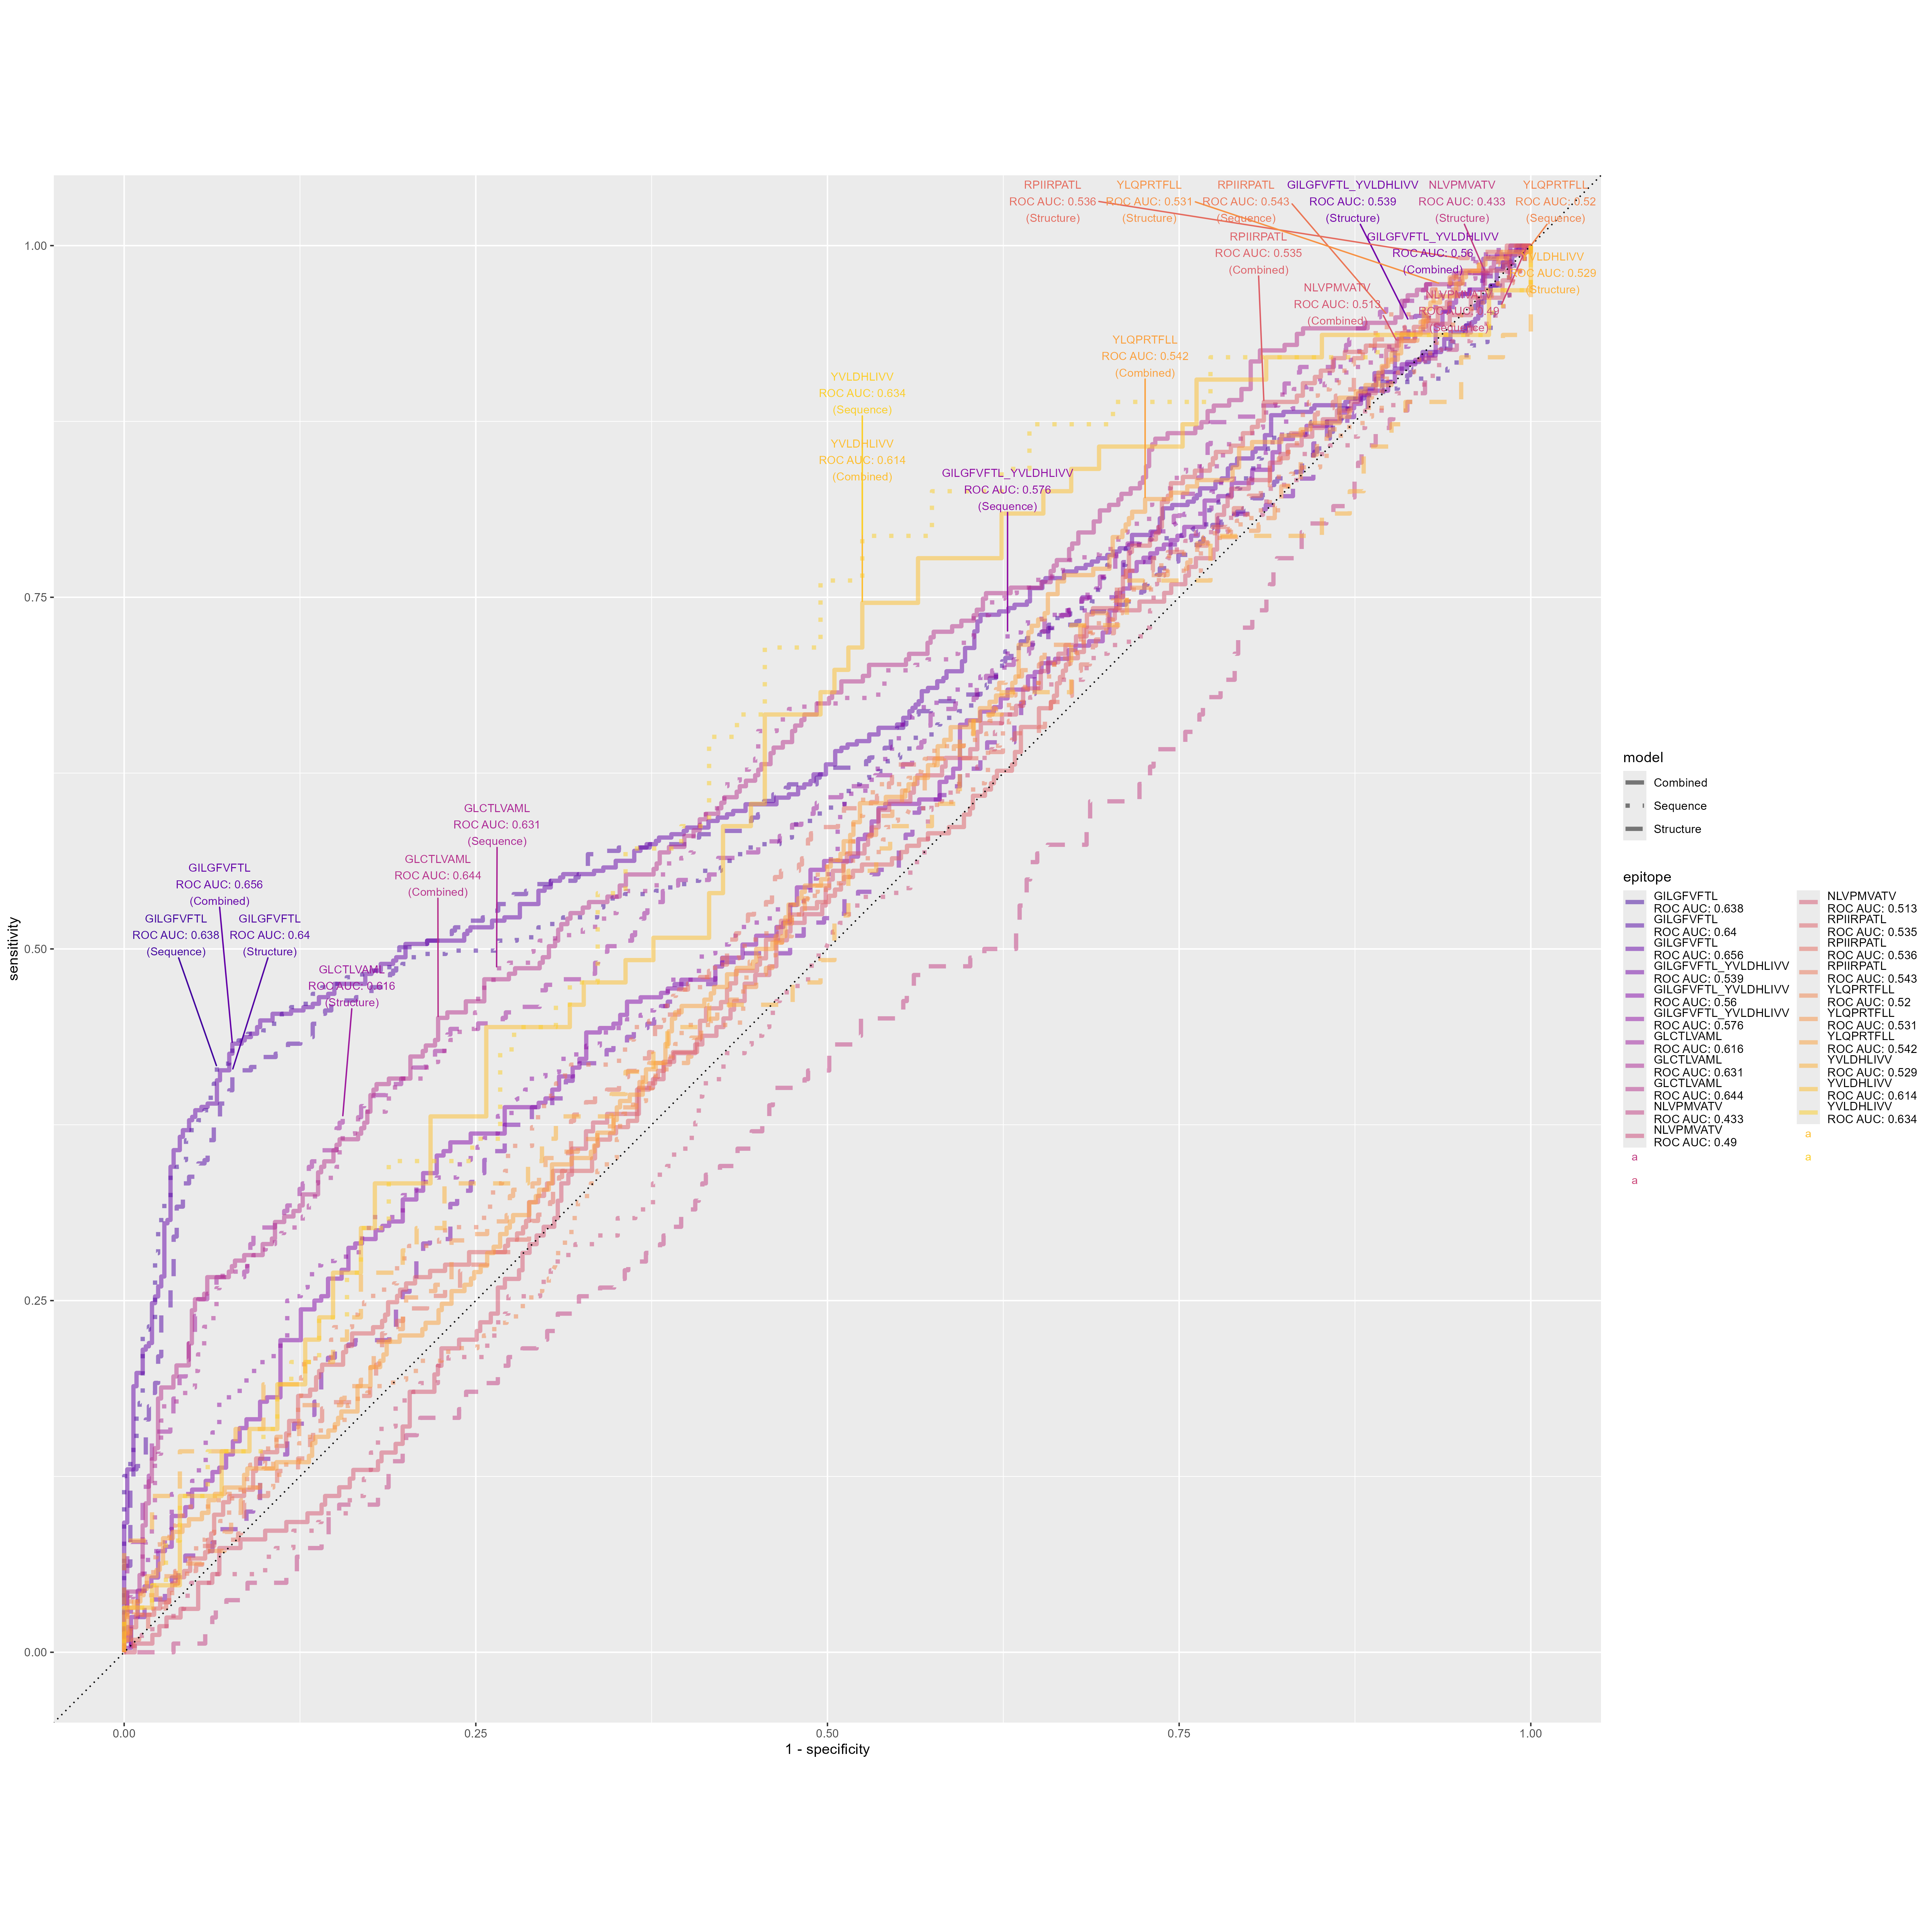 RPIIRPATL
ROC AUC: 0.536
(Structure)
YLQPRTFLL
ROC AUC: 0.531
(Structure)
RPIIRPATL
ROC AUC: 0.543
(Sequence)
GILGFVFTL_YVLDHLIVV
ROC AUC: 0.539
(Structure)
NLVPMVATV
ROC AUC: 0.433
(Structure)
YLQPRTFLL
ROC AUC: 0.52
(Sequence)
RPIIRPATL
ROC AUC: 0.535
(Combined)
GILGFVFTL_YVLDHLIVV
ROC AUC: 0.56
(Combined)
YVLDHLIVV
ROC AUC: 0.529
(Structure)
NLVPMVATV
ROC AUC: 0.513
(Combined)
NLVPMVATV
ROC AUC: 0.49
(Sequence)
YLQPRTFLL
ROC AUC: 0.542
(Combined)
YVLDHLIVV
ROC AUC: 0.634
(Sequence)
YVLDHLIVV
ROC AUC: 0.614
(Combined)
GILGFVFTL_YVLDHLIVV
ROC AUC: 0.576
(Sequence)
GLCTLVAML
ROC AUC: 0.631
(Sequence)
GLCTLVAML
ROC AUC: 0.644
(Combined)
GILGFVFTL
ROC AUC: 0.656
(Combined)
GILGFVFTL
ROC AUC: 0.638
(Sequence)
GILGFVFTL
ROC AUC: 0.64
(Structure)
GLCTLVAML
ROC AUC: 0.616
(Structure)
1.00
0.75
0.50
0.25
0.00
sensitivity
0.00
0.25
0.50
0.75
1.00
1 - specificity
model
Combined
Sequence
Structure
epitope
GILGFVFTL
ROC AUC: 0.638
GILGFVFTL
ROC AUC: 0.64
GILGFVFTL
ROC AUC: 0.656
GILGFVFTL_YVLDHLIVV
ROC AUC: 0.539
GILGFVFTL_YVLDHLIVV
ROC AUC: 0.56
GILGFVFTL_YVLDHLIVV
ROC AUC: 0.576
GLCTLVAML
ROC AUC: 0.616
GLCTLVAML
ROC AUC: 0.631
GLCTLVAML
ROC AUC: 0.644
NLVPMVATV
ROC AUC: 0.433
NLVPMVATV
ROC AUC: 0.49
a
a
NLVPMVATV
ROC AUC: 0.513
RPIIRPATL
ROC AUC: 0.535
RPIIRPATL
ROC AUC: 0.536
RPIIRPATL
ROC AUC: 0.543
YLQPRTFLL
ROC AUC: 0.52
YLQPRTFLL
ROC AUC: 0.531
YLQPRTFLL
ROC AUC: 0.542
YVLDHLIVV
ROC AUC: 0.529
YVLDHLIVV
ROC AUC: 0.614
YVLDHLIVV
ROC AUC: 0.634
a
a